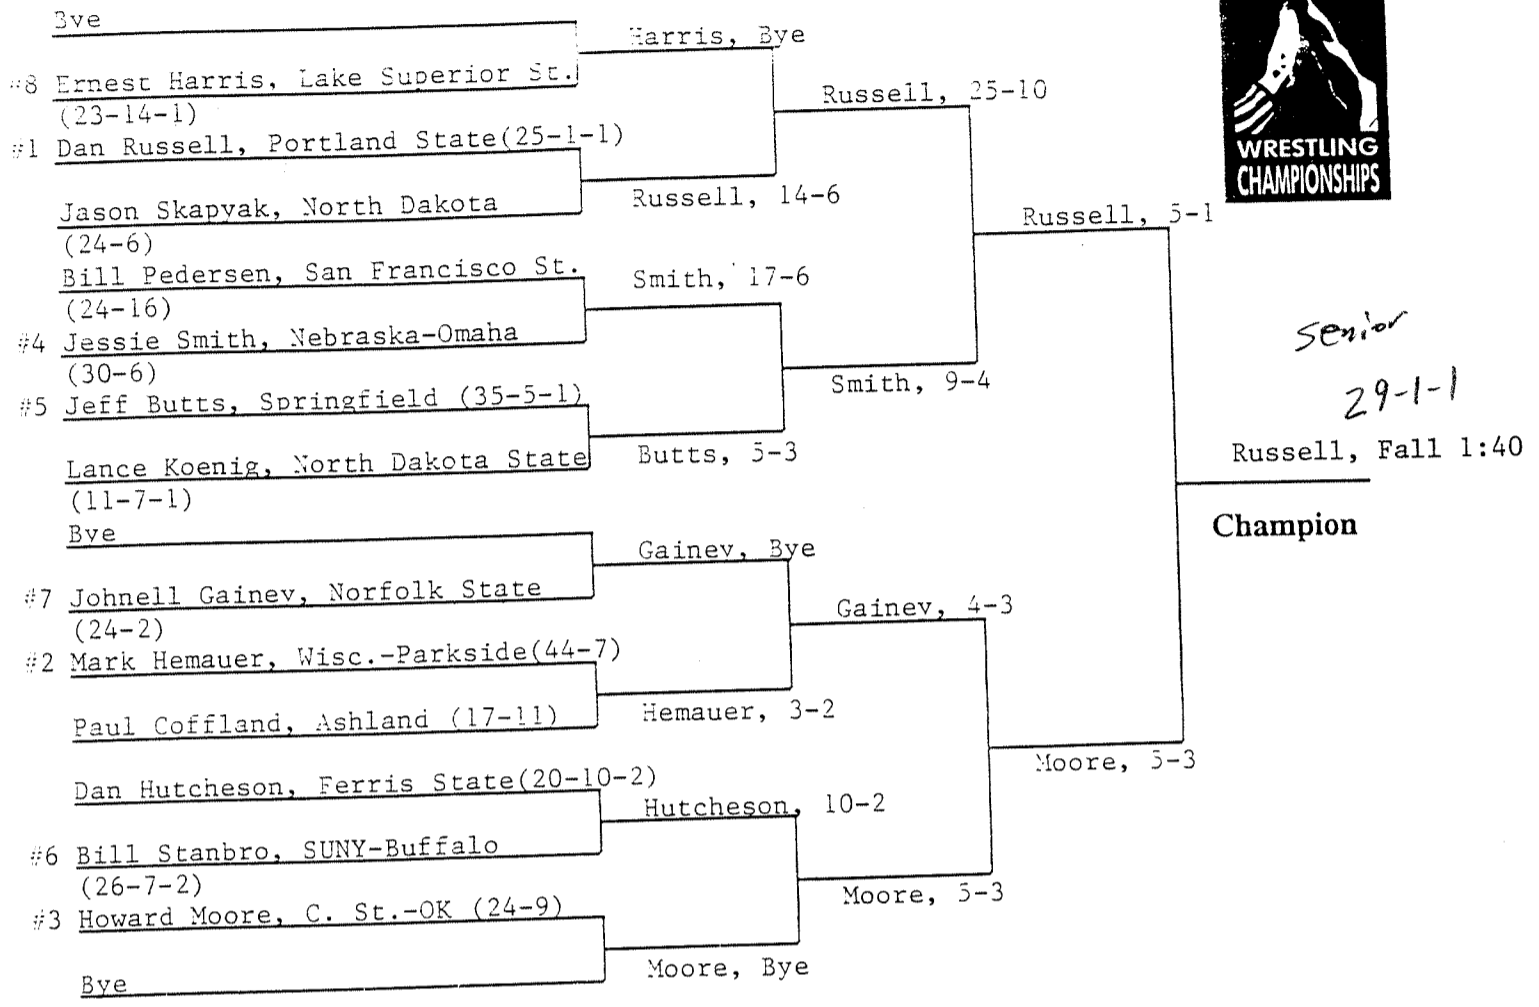 Bye
Harris, Bye
#8 Ernest Harris, Lake Superior St.
(23-14-1)
Russell, 25-10
#1 Dan Russell, Portland State(25-1-1)
WRESTLING
CHAMPIONSHIPS
Jason Skapyak, North Dakota
(24-6)
Russell, 14-6
Russell, 5-1
Bill Pedersen, San Francisco St.
(24-16)
Smith, 17-6
#4 Jessie Smith, Nebraska-Omaha
(30-6)
senior
Smith, 9-4
29-1-1
#5 Jeff Butts, Springfield (35-5-1)
Lance Koenig, North Dakota State
(11-7-1)
Butts, 5-3
Russell, Fall 1:40
Champion
Bye
Gainey, Bye
#7 Johnell Gainey, Norfolk State
(24-2)
Gainey, 4-3
#2 Mark Hemauer, Wisc.-Parkside(44-7)
Paul Coffland, Ashland (17-11)
Hemauer, 3-2
Moore, 5-3
Dan Hutcheson, Ferris State(20-10-2)
Hutcheson, 10-2
#6 Bill Stanbro, SUNY-Buffalo
(26-7-2)
Moore, 5-3
#3 Howard Moore, C. St.-OK (24-9)
Moore, Bye
Bye